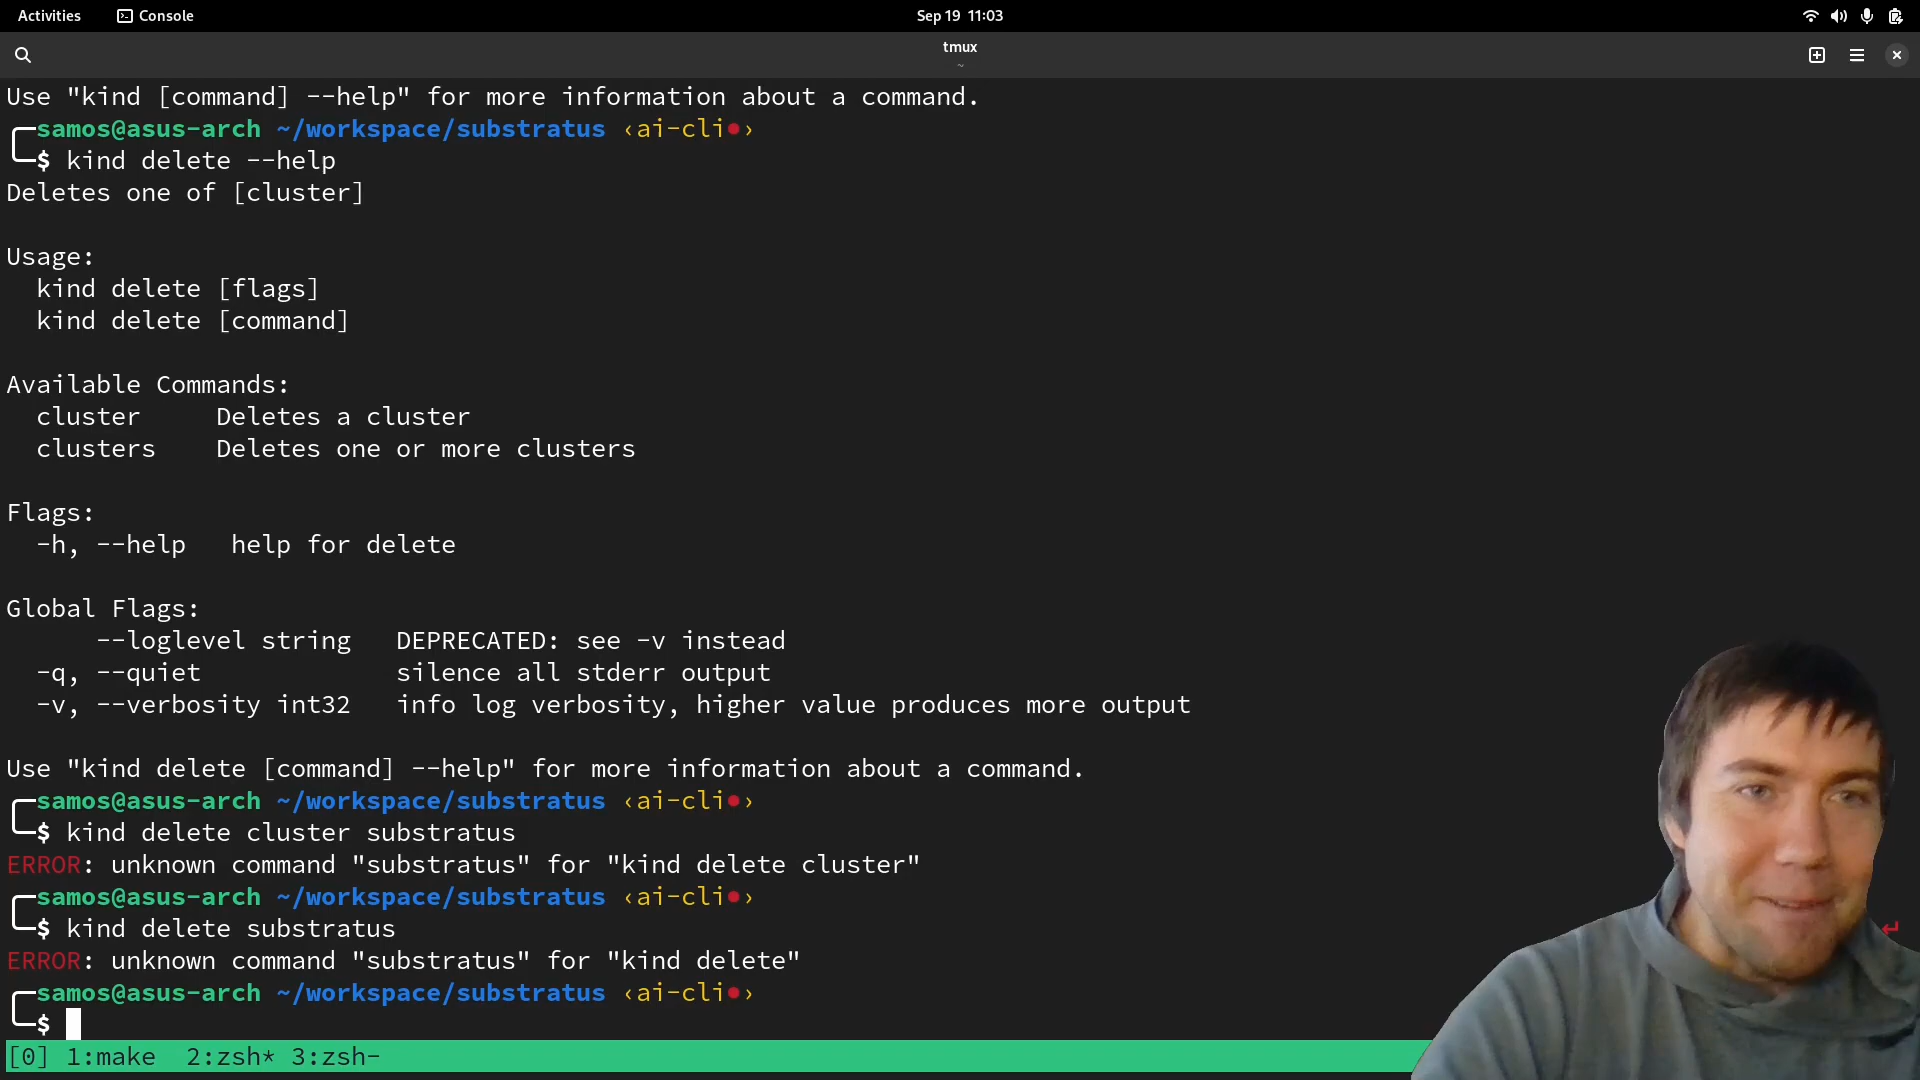 Activities Console Sep 19 11:03
tmux
~
Use "kind [command] --help" for more information about a command.
samos@asus-arch ~/workspace/substratus ‹ai-cli●›
$ kind delete --help
Deletes one of [cluster]
Usage:
kind delete [flags]
kind delete [command]
Available Commands:
cluster Deletes a cluster
clusters Deletes one or more clusters
Flags:
-h, --help help for delete
Global Flags:
--loglevel string DEPRECATED: see -v instead
-q, --quiet silence all stderr output
-v, --verbosity int32 info log verbosity, higher value produces more output
Use "kind delete [command] --help" for more information about a command.
samos@asus-arch ~/workspace/substratus ‹ai-cli●›
$ kind delete cluster substratus
ERROR: unknown command "substratus" for "kind delete cluster"
samos@asus-arch ~/workspace/substratus ‹ai-cli●›
$ kind delete substratus
ERROR: unknown command "substratus" for "kind delete"
samos@asus-arch ~/workspace/substratus ‹ai-cli●›
$
[0] 1:make 2:zsh* 3:zsh-